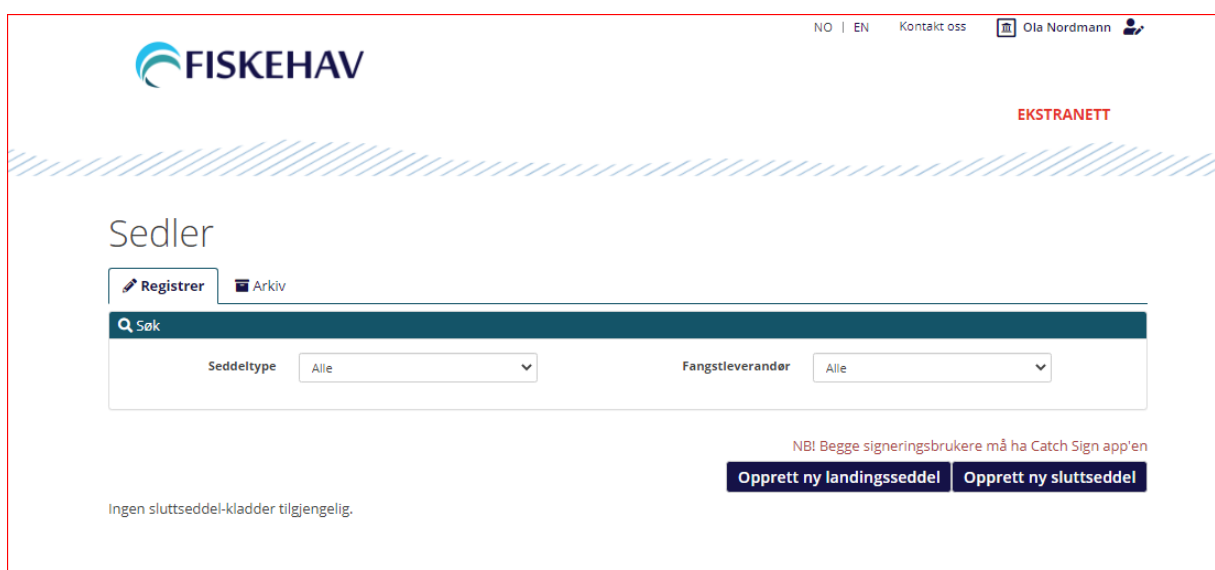 NO | EN Kontakt oss Ola Nordmann
FISKEHAV
EKSTRANETT
Sedler
Registrer Arkiv
Søk
Seddeltype Alle Fangstleverandør Alle
NB! Begge signeringsbrukere må ha Catch Sign app'en
Opprett ny landingsseddel Opprett ny sluttseddel
Ingen sluttseddel-kladder tilgjengelig.